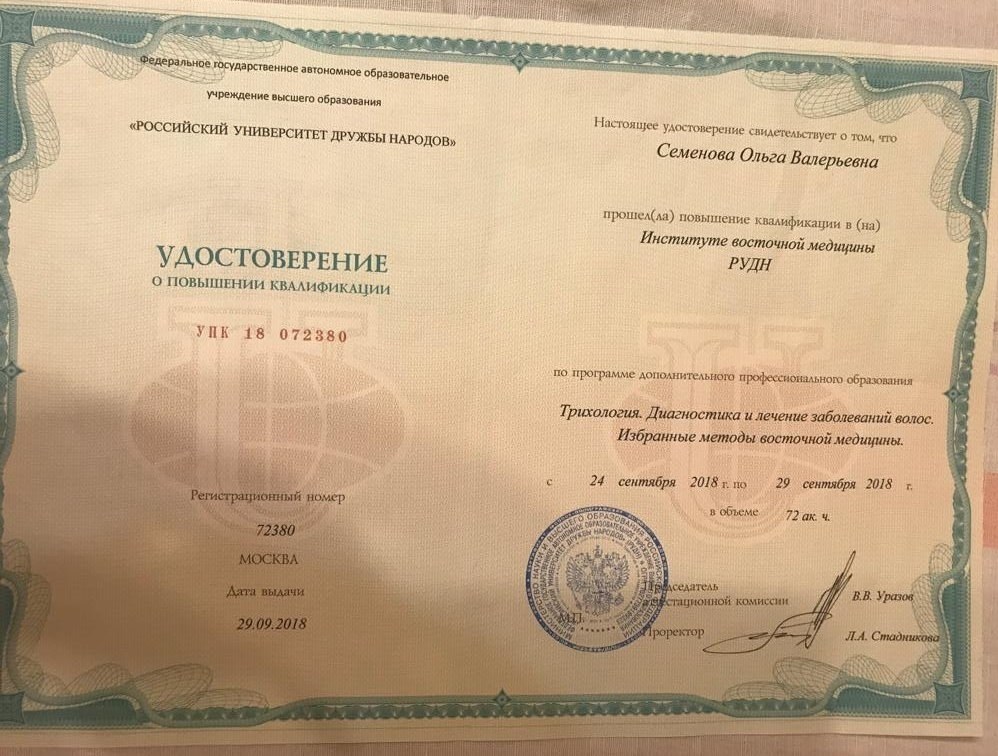 Федеральное государственное автономное образовательное
учреждение высшего образования
«РОССИЙСКИЙ УНИВЕРСИТЕТ ДРУЖБЫ НАРОДОВ»
УДОСТОВЕРЕНИЕ
О ПОВЫШЕНИИ КВАЛИФИКАЦИИ
УПК 18 072380
Регистрационный номер
72380
МОСКВА
Дата выдачи
29.09.2018
Настоящее удостоверение свидетельствует о том, что
Семенова Ольга Валерьевна
прошел(ла) повышение квалификации в (на)
Институте восточной медицины
РУДН
по программе дополнительного профессионального образования
Трихология. Диагностика и лечение заболеваний волос.
Избранные методы восточной медицины.
с 24 сентября 2018 г. по 29 сентября 2018 г.
в объеме 72 ак. ч.
Председатель
аттестационной комиссии
В.В. Уразов
М.П.
Проректор
Л.А. Стадникова